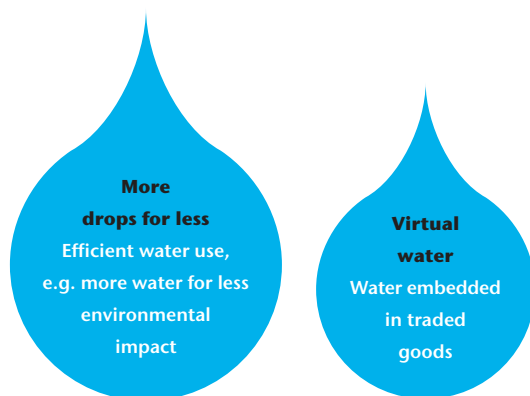 More
drops for less
Efficient water use,
e.g. more water for less
environmental
impact
Virtual
water
Water embedded
in traded
goods